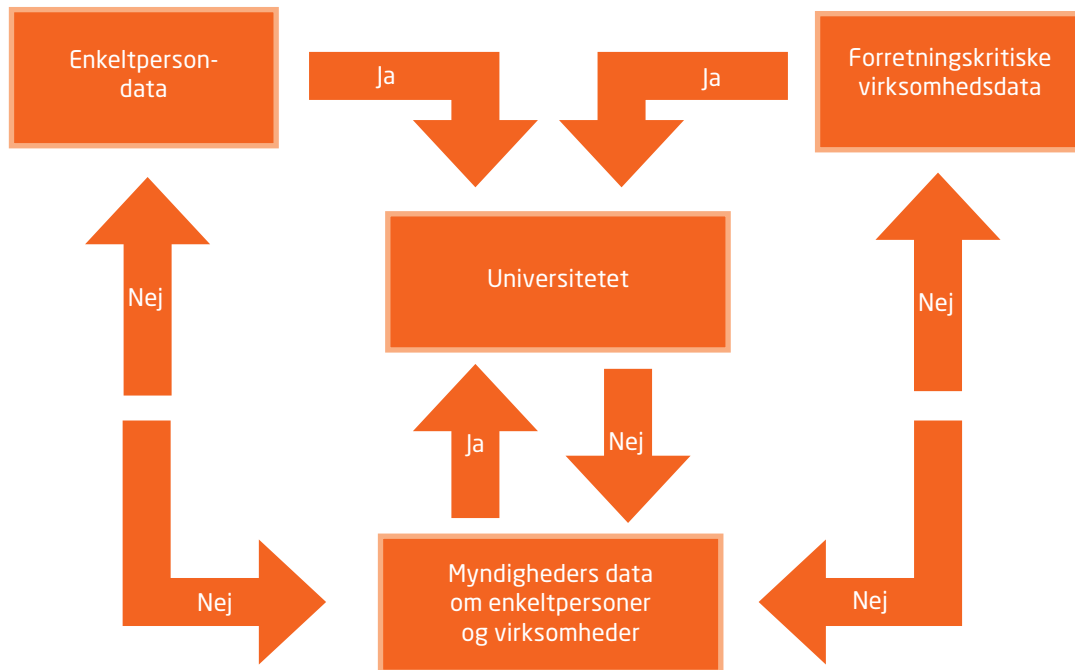 Enkeltperson-
data
Ja
Ja
Forretningskritiske
virksomhedsdata
Universitetet
Nej
Nej
Ja
Nej
Myndigheders data
om enkeltpersoner
og virksomheder
Nej
Nej